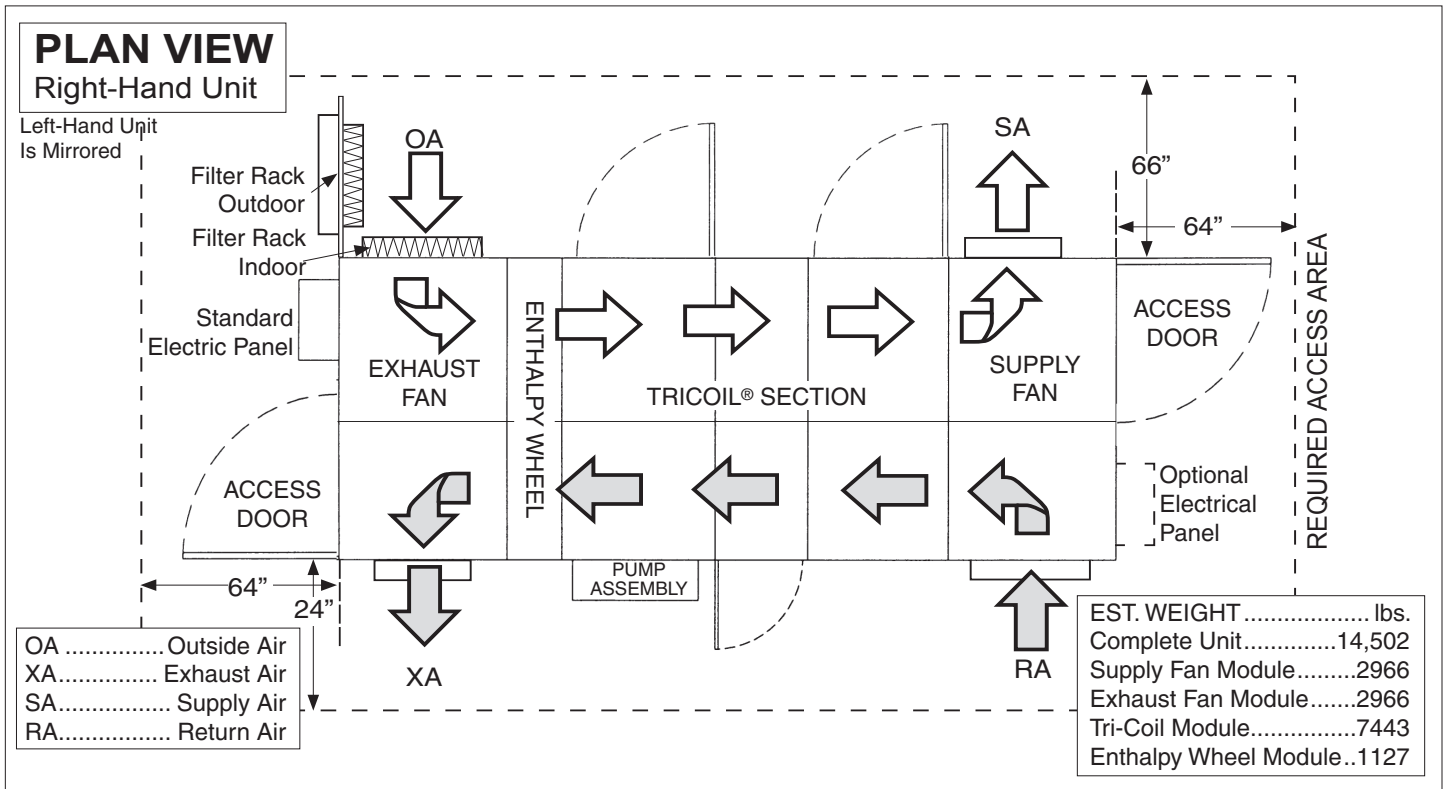 PLAN VIEW
Right-Hand Unit
Left-Hand Unit
Is Mirrored
Filter Rack
Outdoor
Filter Rack
Indoor
Standard
Electric Panel
OA
SA
66”
64”
REQUIRED ACCESS AREA
EXHAUST
FAN
ENTHALPY WHEEL
TRICOIL® SECTION
SUPPLY
FAN
ACCESS
DOOR
ACCESS
DOOR
Optional
Electrical
Panel
64”
24”
PUMP
ASSEMBLY
XA
RA
OA ............... Outside Air
XA............... Exhaust Air
SA................. Supply Air
RA................. Return Air
EST. WEIGHT ................... lbs.
Complete Unit...............14,502
Supply Fan Module.........2966
Exhaust Fan Module.......2966
Tri-Coil Module................7443
Enthalpy Wheel Module..1127